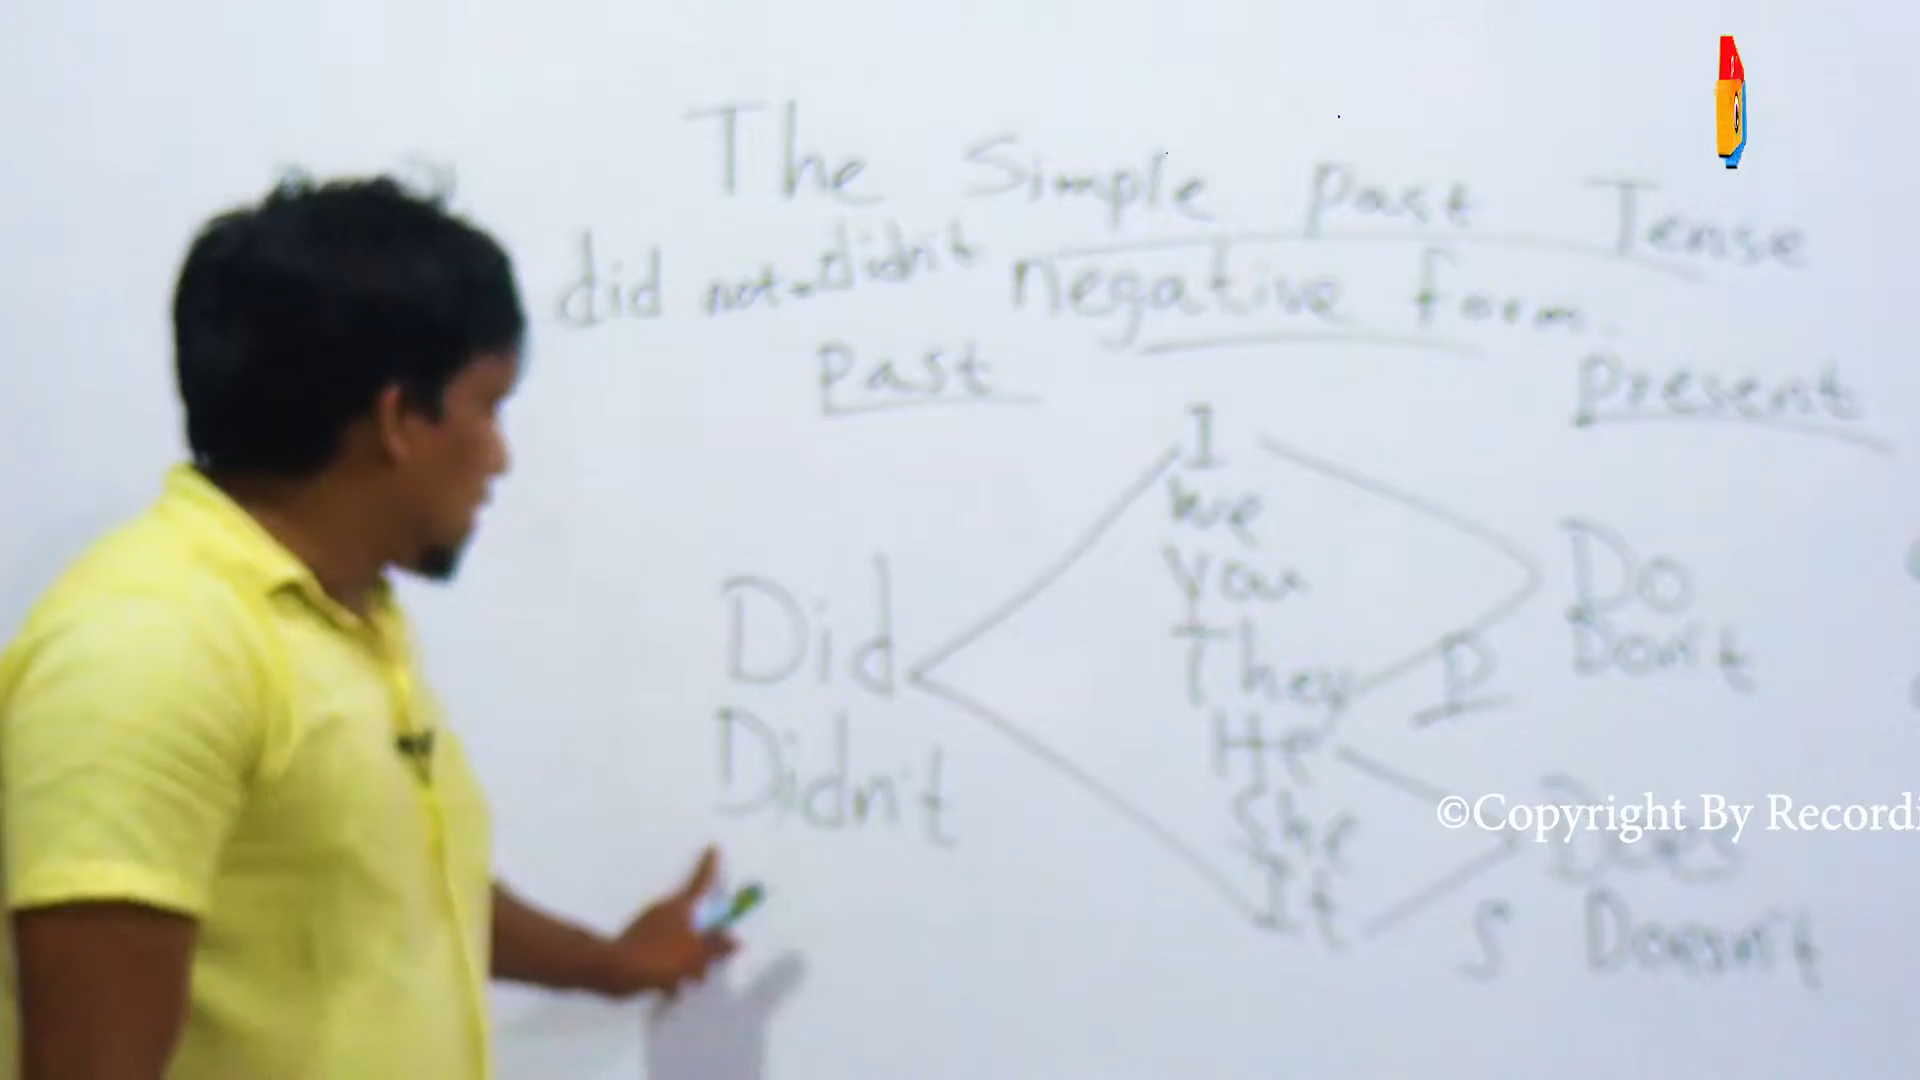 The Simple Past Tense
did not - didn't negative form.
Past present
I
We
You
They
He
She
It
Did
Didn't
Do
Don't
P
Does
S Doesn't
©Copyright By Recordi